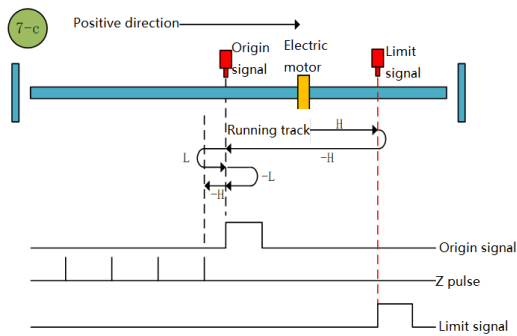 7-c
Positive direction
Origin
signal
Electric
motor
Limit
signal
Running track
H
-H
L
-L
-H
Origin signal
Z pulse
Limit signal